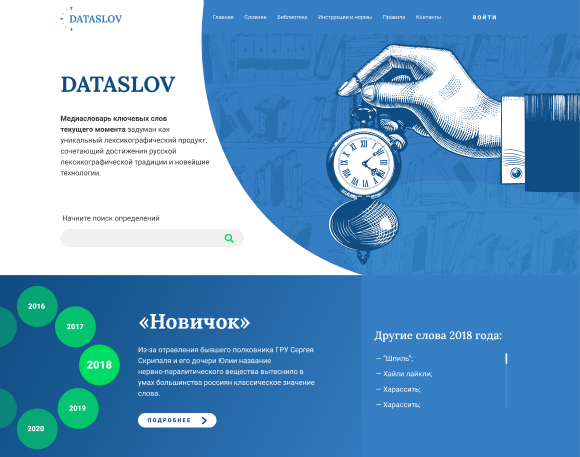 DATASLOV
Главная Словник Библиотека Инструкции и нормы Правила Контакты ВОЙТИ
DATASLOV
Медиасловарь ключевых слов
текущего момента задуман как
уникальный лексикографический продукт,
сочетающий достижения русской
лексикографической традиции и новейшие
технологии.
Начните поиск определений
2016
2017
2018
2019
2020
«Новичок»
Из-за отравления бывшего полковника ГРУ Сергея
Скрипаля и его дочери Юлии название
нервно-паралитического вещества вытеснило в
умах большинства россиян классическое значение
слова.
ПОДРОБНЕЕ
Другие слова 2018 года:
— "Шпиль";
— Хайли лайкли;
— Харассить;
— Харассить;